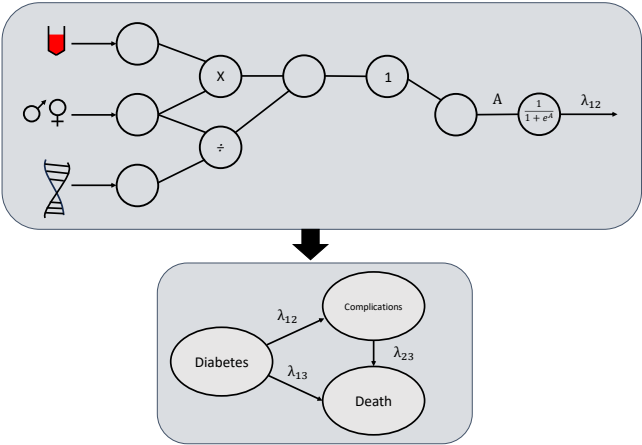 X
÷
1
A
1
1 + e^A
λ₁₂
Diabetes
λ₁₂
λ₁₃
Complications
λ₂₃
Death